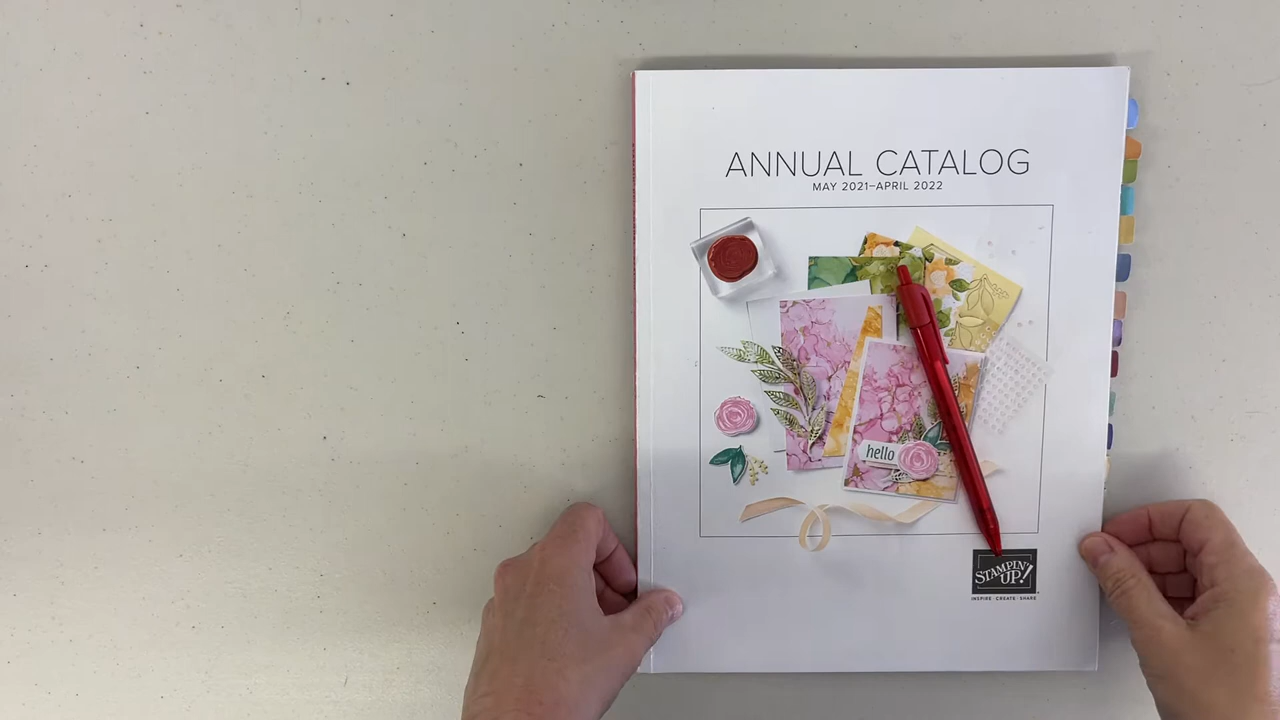 ANNUAL CATALOG
MAY 2021–APRIL 2022
hello
STAMPIN' UP!
INSPIRE · CREATE · SHARE